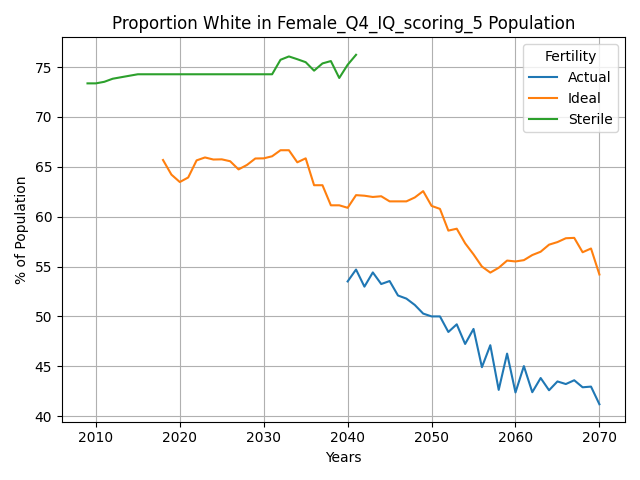 Proportion White in Female_Q4_IQ_scoring_5 Population
% of Population
75
70
65
60
55
50
45
40
2010
2020
2030
2040
2050
2060
2070
Years
Fertility
Actual
Ideal
Sterile